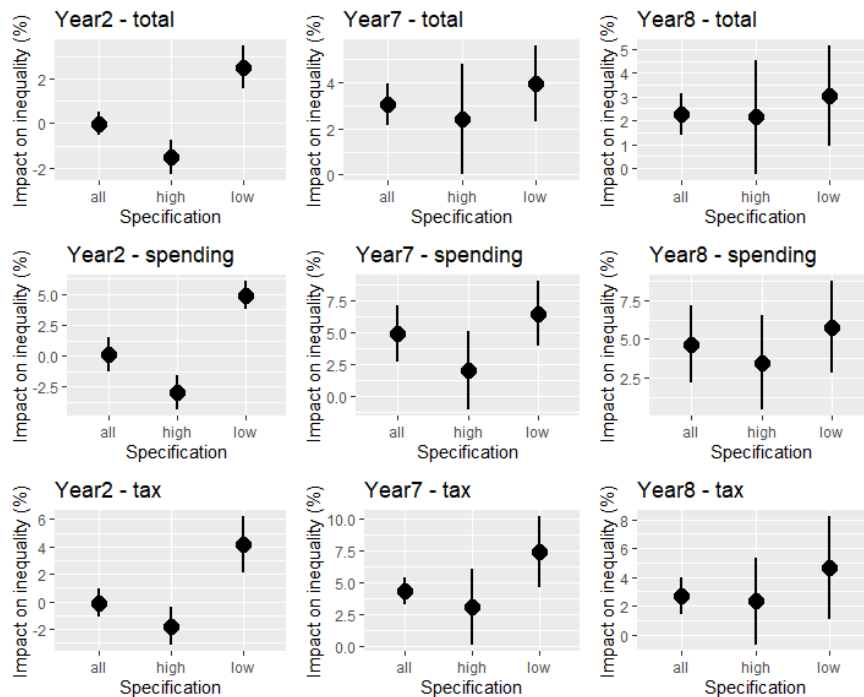 Year2 - total
Impact on inequality (%)
2
0
-2
all high low
Specification
Year7 - total
Impact on inequality (%)
4
2
0
all high low
Specification
Year8 - total
Impact on inequality (%)
5
4
3
2
1
0
all high low
Specification
Year2 - spending
Impact on inequality (%)
5.0
2.5
0.0
-2.5
all high low
Specification
Year7 - spending
Impact on inequality (%)
7.5
5.0
2.5
0.0
all high low
Specification
Year8 - spending
Impact on inequality (%)
7.5
5.0
2.5
all high low
Specification
Year2 - tax
Impact on inequality (%)
6
4
2
0
-2
all high low
Specification
Year7 - tax
Impact on inequality (%)
10.0
7.5
5.0
2.5
0.0
all high low
Specification
Year8 - tax
Impact on inequality (%)
8
6
4
2
0
all high low
Specification